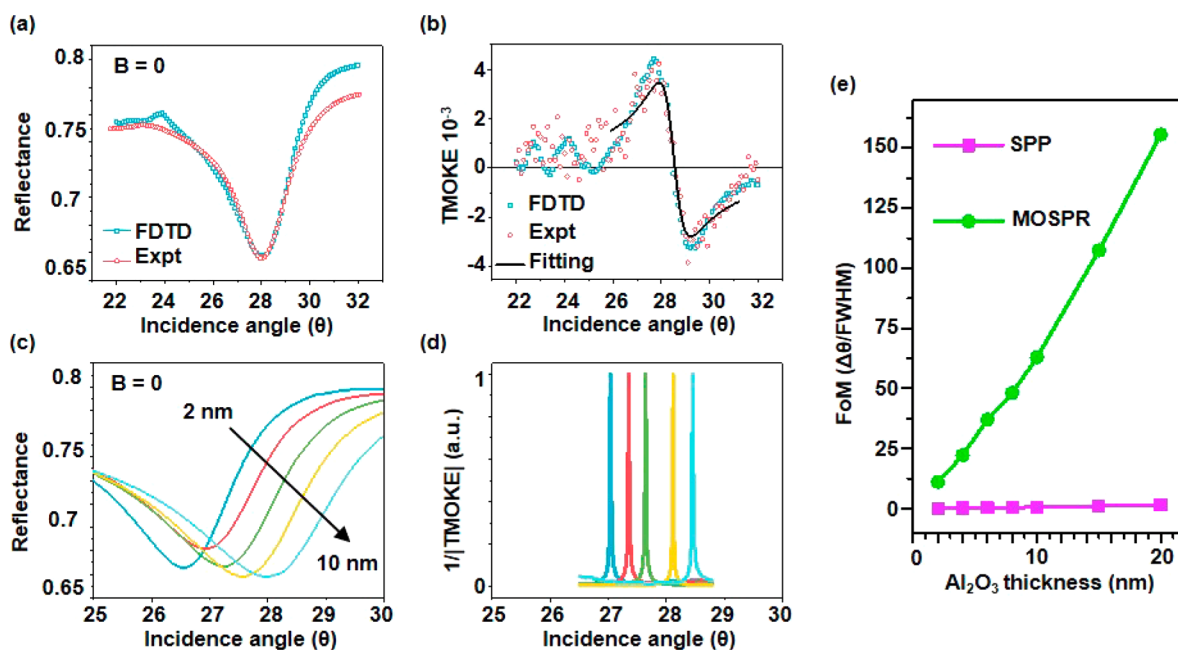 (a)
B = 0
Reflectance
0.8
0.75
0.7
0.65
FDTD
Expt
22 24 26 28 30 32
Incidence angle (θ)
(b)
TMOKE 10⁻³
4
2
0
-2
-4
FDTD
Expt
Fitting
22 24 26 28 30 32
Incidence angle (θ)
(c)
B = 0
Reflectance
0.8
0.75
0.7
0.65
2 nm
10 nm
25 26 27 28 29 30
Incidence angle (θ)
(d)
1/|TMOKE| (a.u.)
1
0
25 26 27 28 29 30
Incidence angle (θ)
(e)
FoM (Δθ/FWHM)
150
125
100
75
50
25
0
SPP
MOSPR
0 10 20
Al₂O₃ thickness (nm)